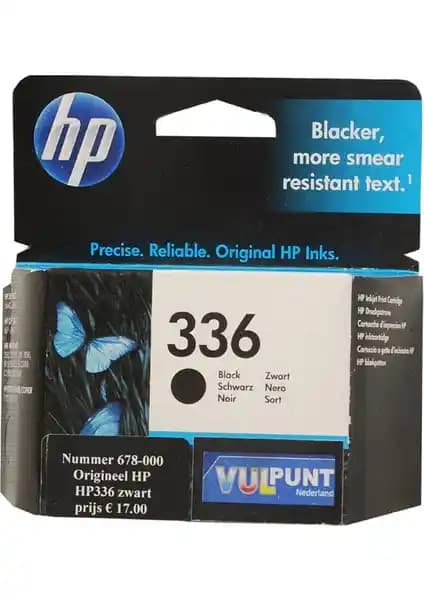 hp
Blacker,
more smear
resistant text.¹
Precise. Reliable. Original HP Inks.
336
Black Zwart
Schwarz Nero
Noir Sort
HP Inkjet Print Cartridge
HP Druckpatrone
Cartouche d'impression HP
HP inktcartridge
Cartuccia a getto d'inchiostro HP
HP blækpatron
Nummer 678-000
Origineel HP
HP336 zwart
prijs € 17.00
VULPUNT
Nederland